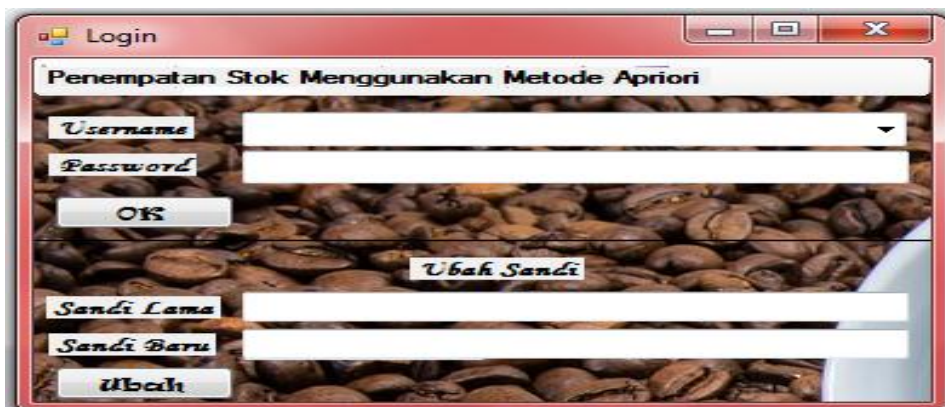 Login
Penempatan Stok Menggunakan Metode Apriori
Username
Password
OK
Ubah Sandi
Sandi Lama
Sandi Baru
Ubah